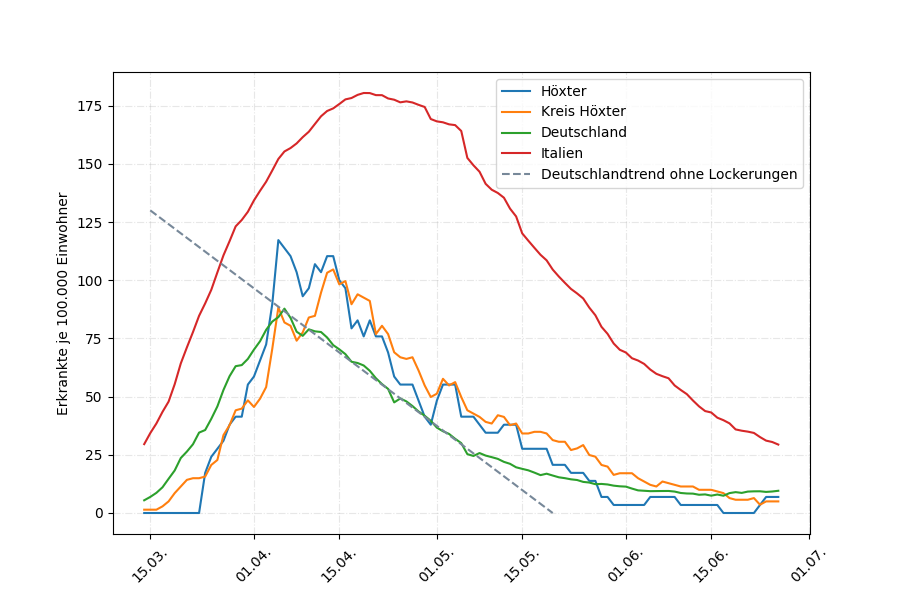 Höxter
Kreis Höxter
Deutschland
Italien
Deutschlandtrend ohne Lockerungen
Erkrankte je 100.000 Einwohner
175
150
125
100
75
50
25
0
15.03.
01.04.
15.04.
01.05.
15.05.
01.06.
15.06.
01.07.